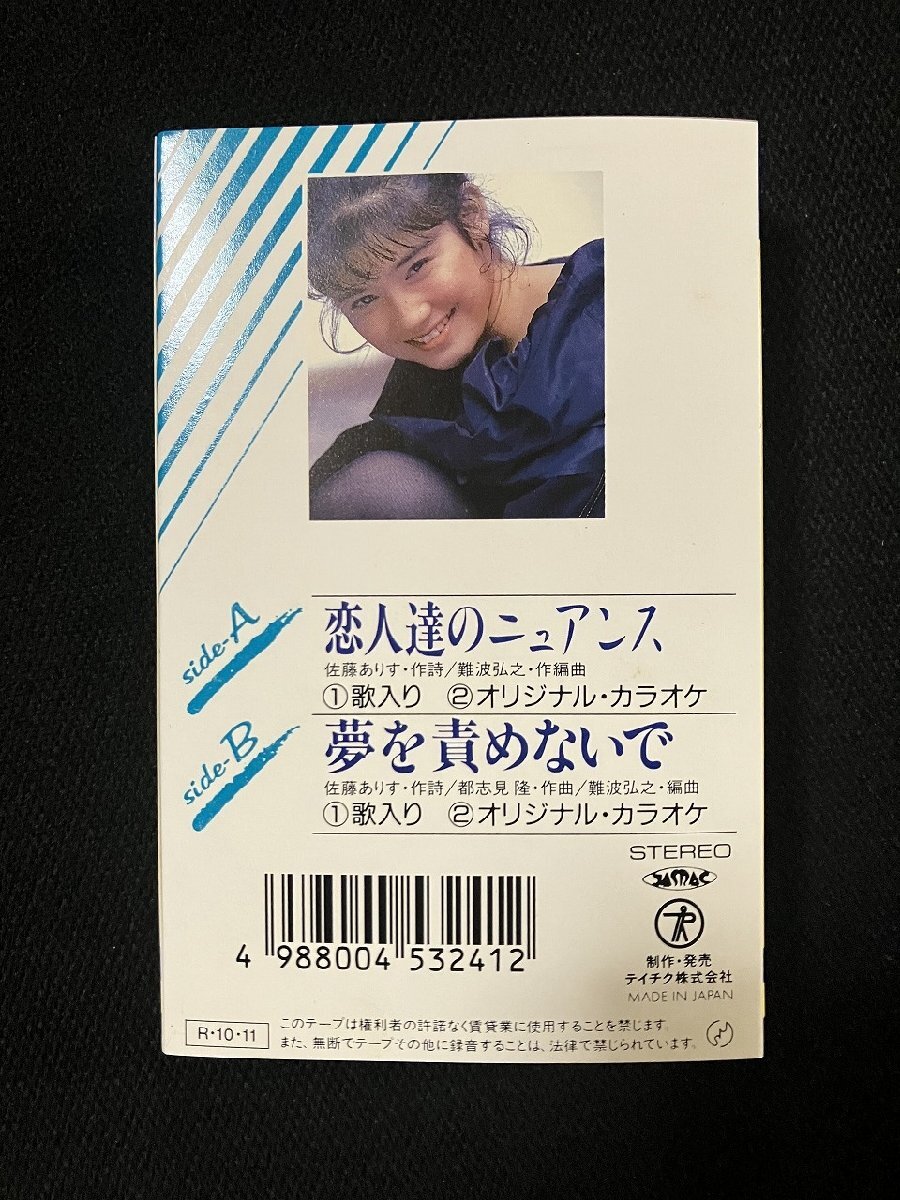 side-A
恋人達のニュアンス
佐藤ありす・作詩/難波弘之・作編曲
①歌入り ②オリジナル・カラオケ
side-B
夢を責めないで
佐藤ありす・作詩/都志見 隆・作曲/難波弘之・編曲
①歌入り ②オリジナル・カラオケ
STEREO
JASRAC
4 988004 532412
制作・発売
テイチク株式会社
MADE IN JAPAN
R・10・11
このテープは権利者の許諾なく賃貸業に使用することを禁じます。
また、無断でテープその他に録音することは、法律で禁じられています。